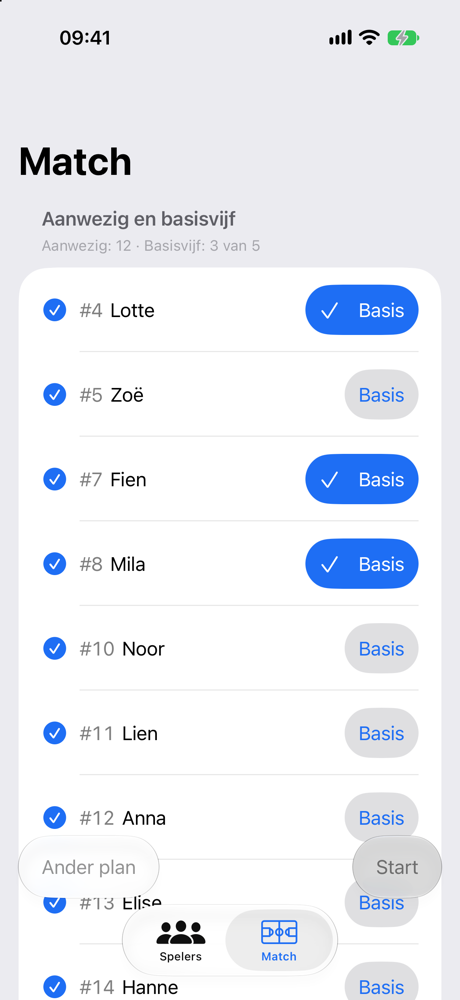 09:41
Match
Aanwezig en basisvijf
Aanwezig: 12 · Basisvijf: 3 van 5
#4 Lotte Basis
#5 Zoë Basis
#7 Fien Basis
#8 Mila Basis
#10 Noor Basis
#11 Lien Basis
#12 Anna Basis
Ander plan Start
#13 Elise Basis
Spelers Match
#14 Hanne Basis